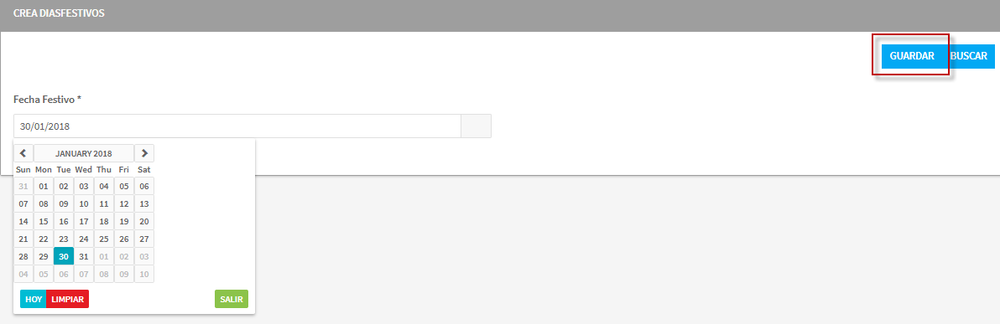 CREA DIASFESTIVOS
GUARDAR BUSCAR
Fecha Festivo *
30/01/2018
JANUARY 2018
Sun Mon Tue Wed Thu Fri Sat
31 01 02 03 04 05 06
07 08 09 10 11 12 13
14 15 16 17 18 19 20
21 22 23 24 25 26 27
28 29 30 31 01 02 03
04 05 06 07 08 09 10
HOY LIMPIAR SALIR